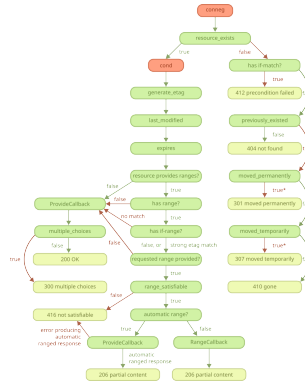 conneg
resource_exists
true
false
cond
has if-match?
true
generate_etag
412 precondition failed
last_modified
previously_existed
false
expires
404 not found
resource provides ranges?
moved_permanently
false
true
true*
ProvideCallback
false
has range?
301 moved permanently
no match
true
multiple_choices
has if-range?
moved_temporarily
false
false
false, or
strong etag match
true*
true
200 OK
requested range provided?
307 moved temporarily
true
300 multiple choices
range_satisfiable
410 gone
false
true
416 not satisfiable
automatic range?
error producing
automatic
ranged response
true
false
ProvideCallback
RangeCallback
automatic
ranged response
206 partial content
206 partial content